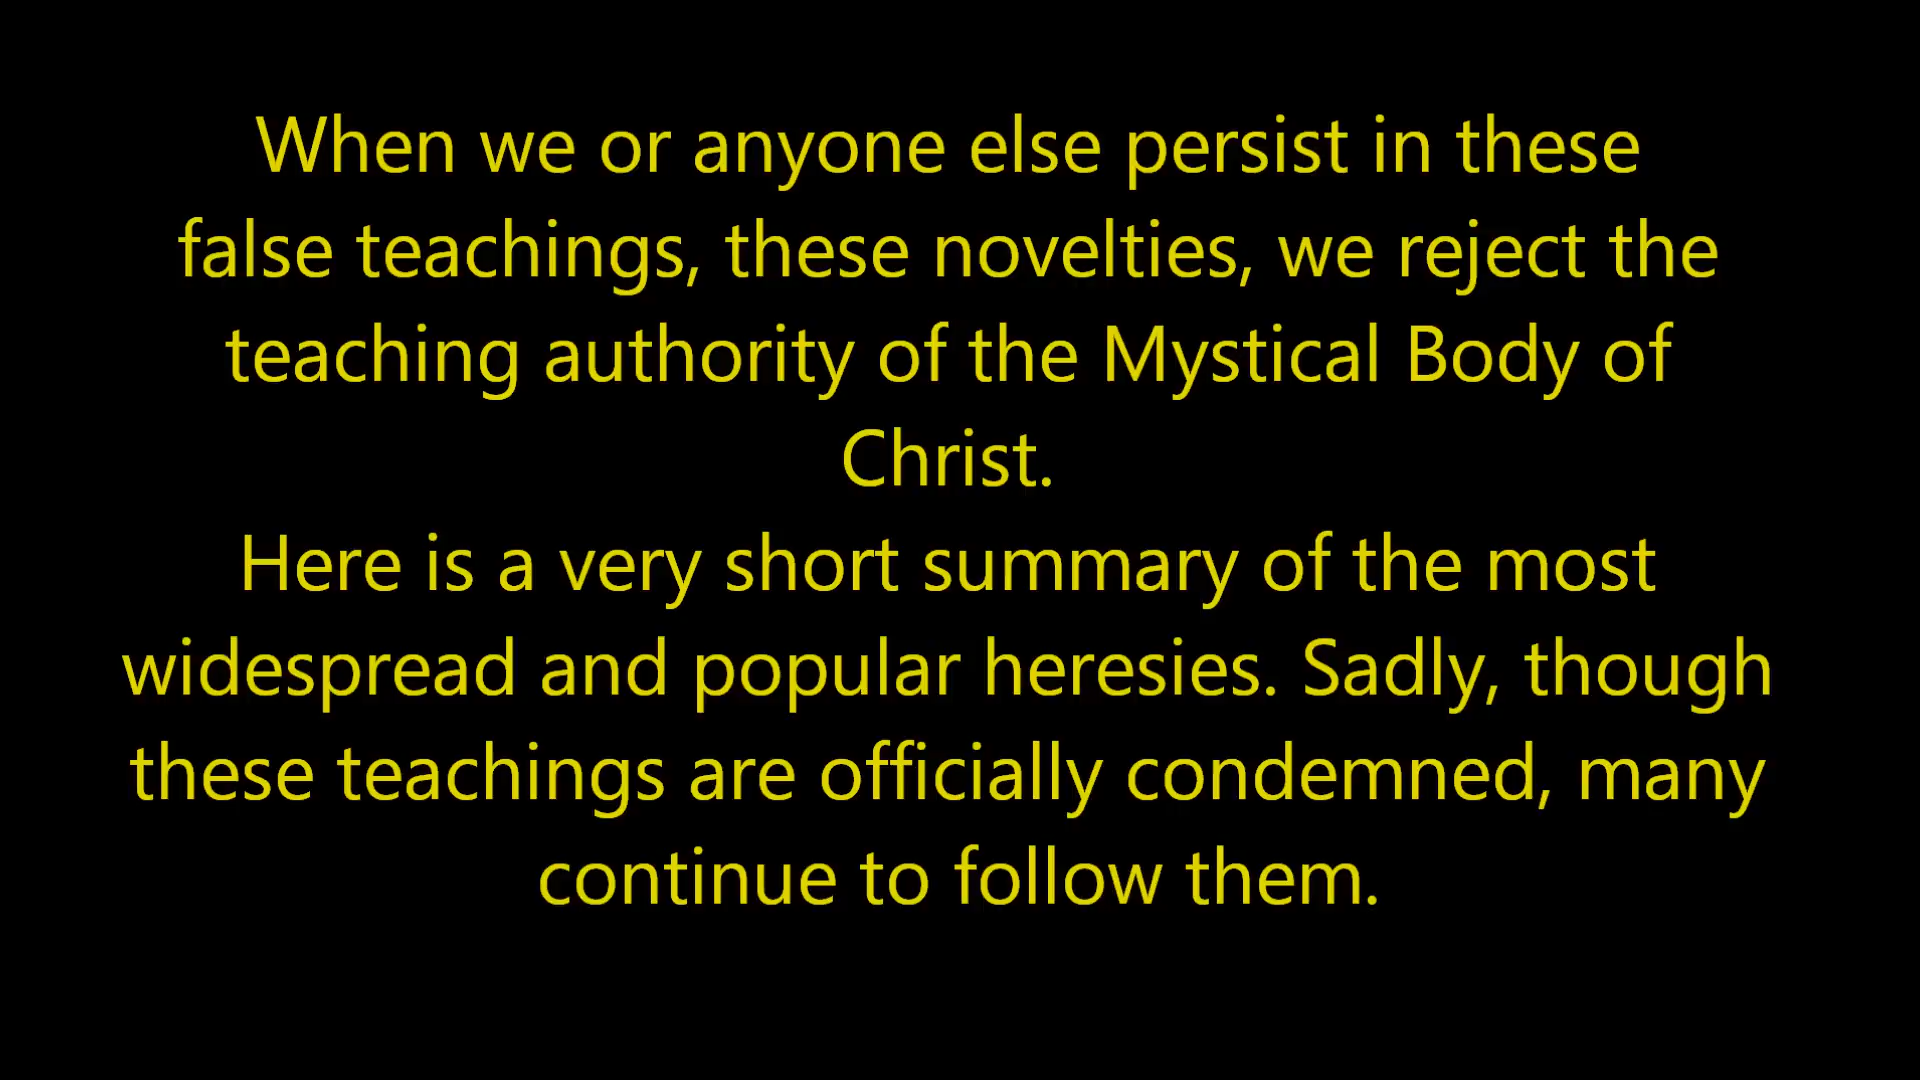 When we or anyone else persist in these
false teachings, these novelties, we reject the
teaching authority of the Mystical Body of
Christ.
Here is a very short summary of the most
widespread and popular heresies. Sadly, though
these teachings are officially condemned, many
continue to follow them.